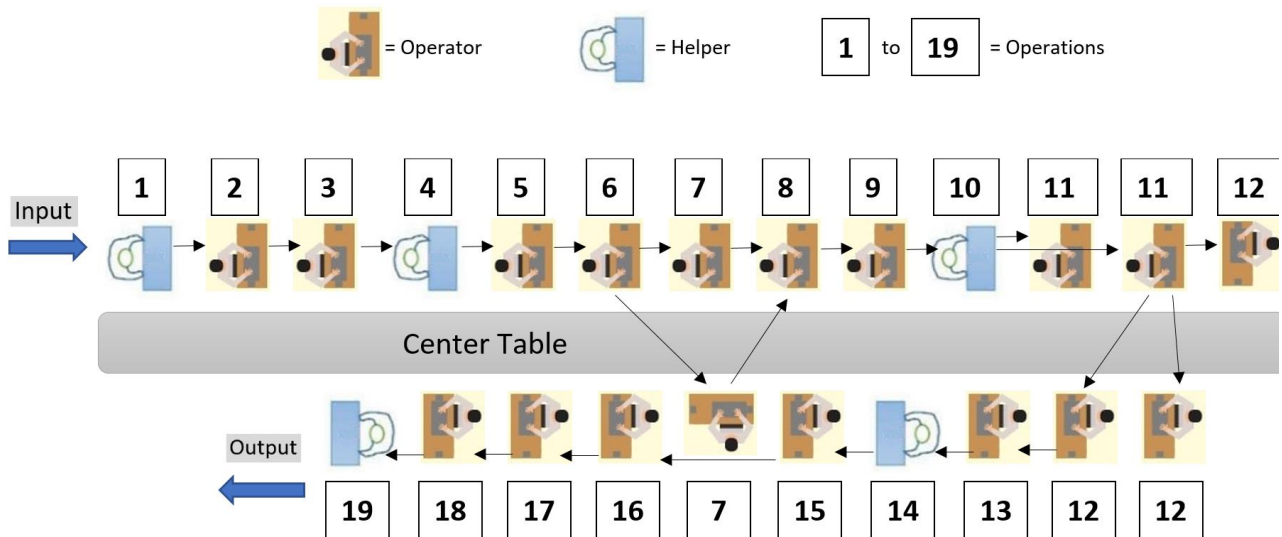 = Operator = Helper 1 to 19 = Operations
1 2 3 4 5 6 7 8 9 10 11 11 12
Input
Center Table
Output
19 18 17 16 7 15 14 13 12 12